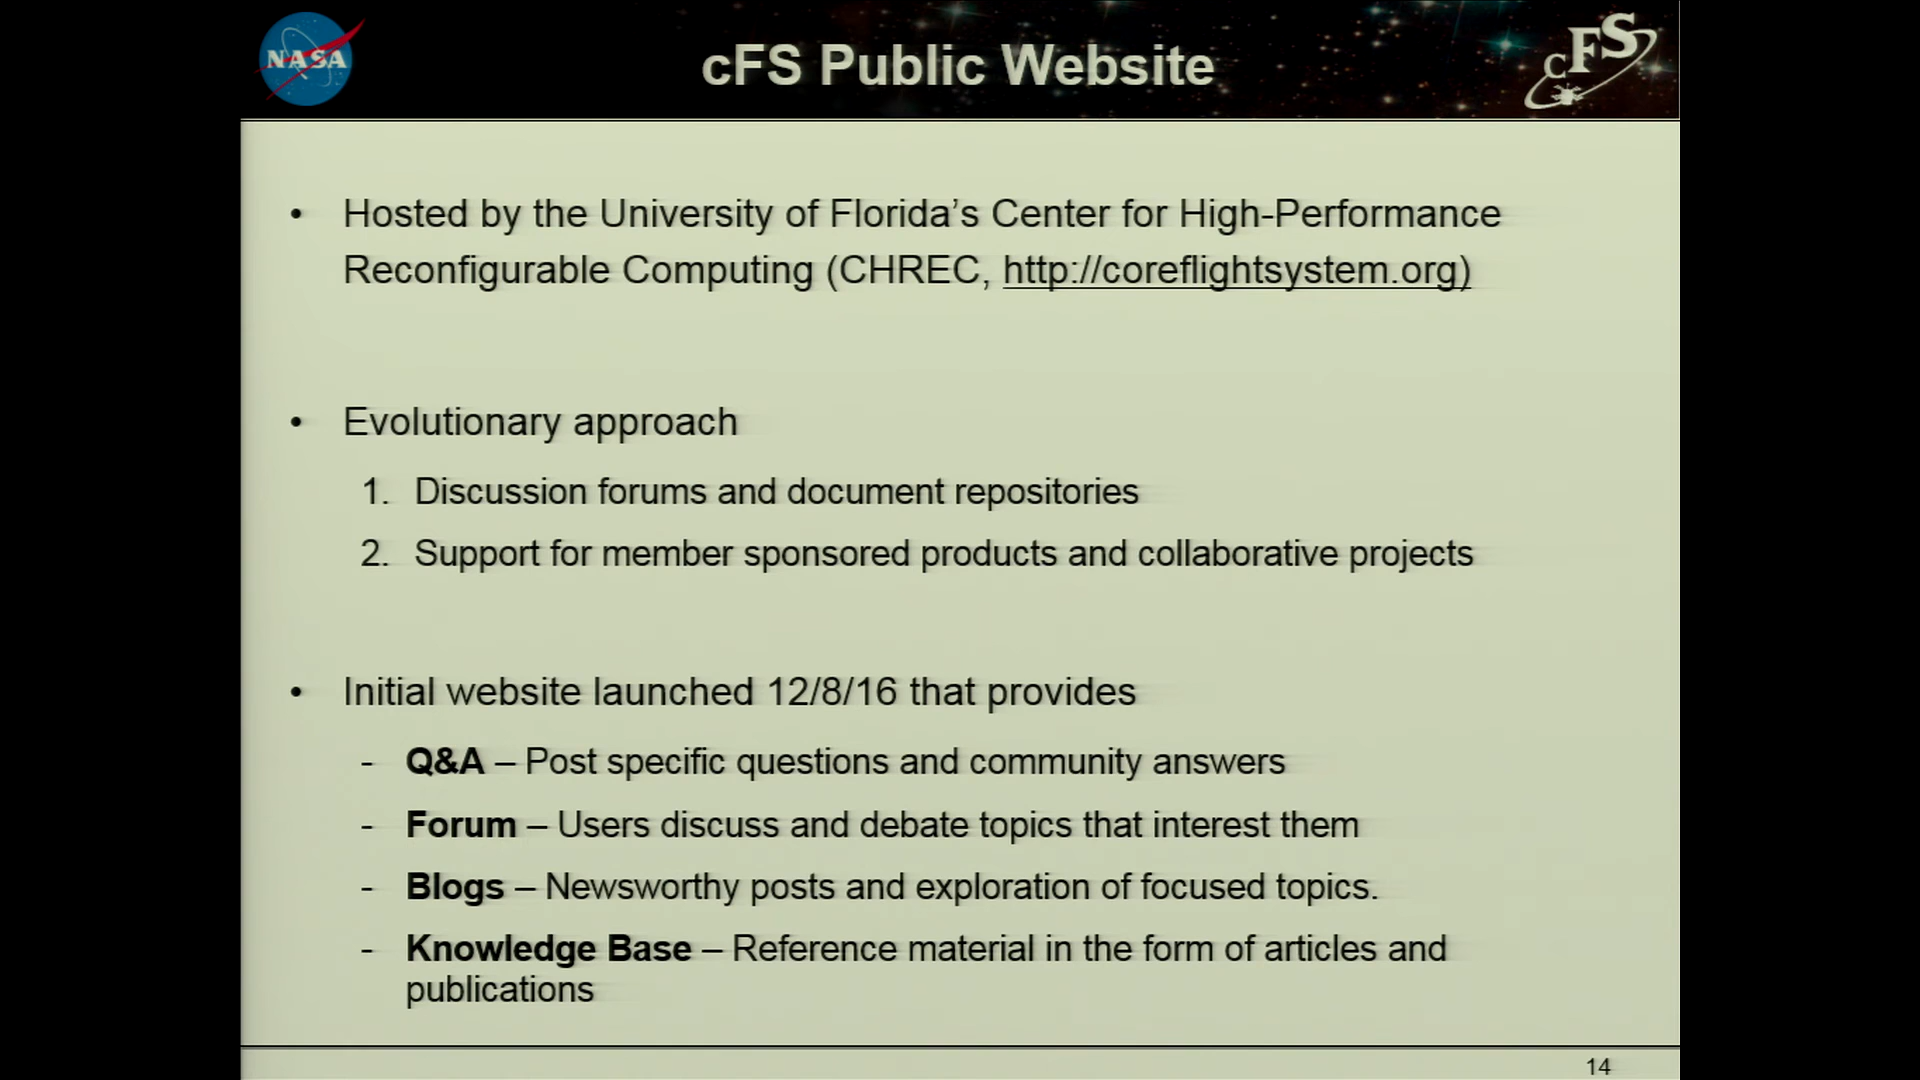 NASA
cFS Public Website
cFS
• Hosted by the University of Florida’s Center for High-Performance
Reconfigurable Computing (CHREC, http://coreflightsystem.org)
• Evolutionary approach
1. Discussion forums and document repositories
2. Support for member sponsored products and collaborative projects
• Initial website launched 12/8/16 that provides
- Q&A – Post specific questions and community answers
- Forum – Users discuss and debate topics that interest them
- Blogs – Newsworthy posts and exploration of focused topics.
- Knowledge Base – Reference material in the form of articles and
publications
14